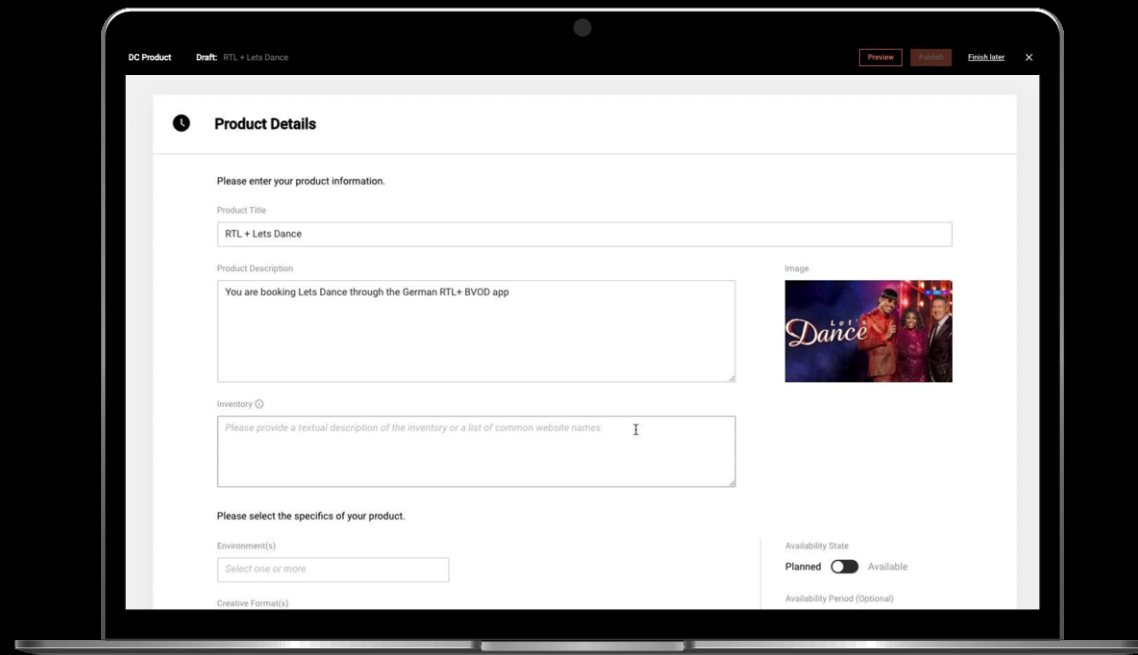 DC Product
Draft: RTL + Lets Dance
Preview
Publish
Finish later
Product Details
Please enter your product information.
Product Title
RTL + Lets Dance
Product Description
Image
You are booking Lets Dance through the German RTL+ BVOD app
Let's
Dance
Inventory
Please provide a textual description of the inventory or a list of common website names
Please select the specifics of your product.
Environment(s)
Availability State
Select one or more
Planned
Available
Creative Format(s)
Availability Period (Optional)